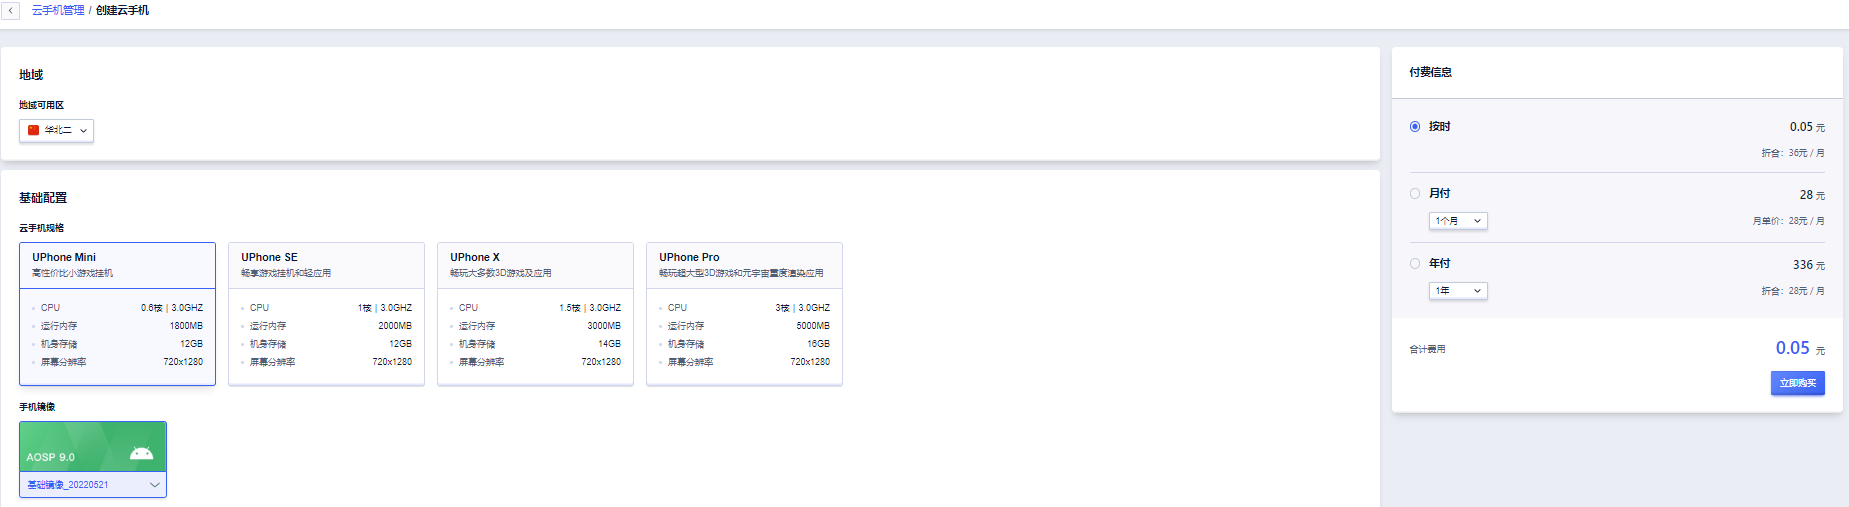 云手机管理 / 创建云手机
地域
地域可用区
华北二
基础配置
云手机规格
UPhone Mini
高性价比小游戏挂机
CPU 0.6核 | 3.0GHZ
运行内存 1800MB
机身存储 12GB
屏幕分辨率 720x1280
UPhone SE
畅享游戏挂机和轻应用
CPU 1核 | 3.0GHZ
运行内存 2000MB
机身存储 12GB
屏幕分辨率 720x1280
UPhone X
畅玩大多数3D游戏及应用
CPU 1.5核 | 3.0GHZ
运行内存 3000MB
机身存储 14GB
屏幕分辨率 720x1280
UPhone Pro
畅玩超大型3D游戏和元宇宙重度渲染应用
CPU 3核 | 3.0GHZ
运行内存 5000MB
机身存储 16GB
屏幕分辨率 720x1280
手机镜像
AOSP 9.0
基础镜像_20220521
付费信息
按时 0.05 元
折合：36元 / 月
月付 28 元
1个月 月单价：28元 / 月
年付 336 元
1年 折合：28元 / 月
合计费用 0.05 元
立即购买